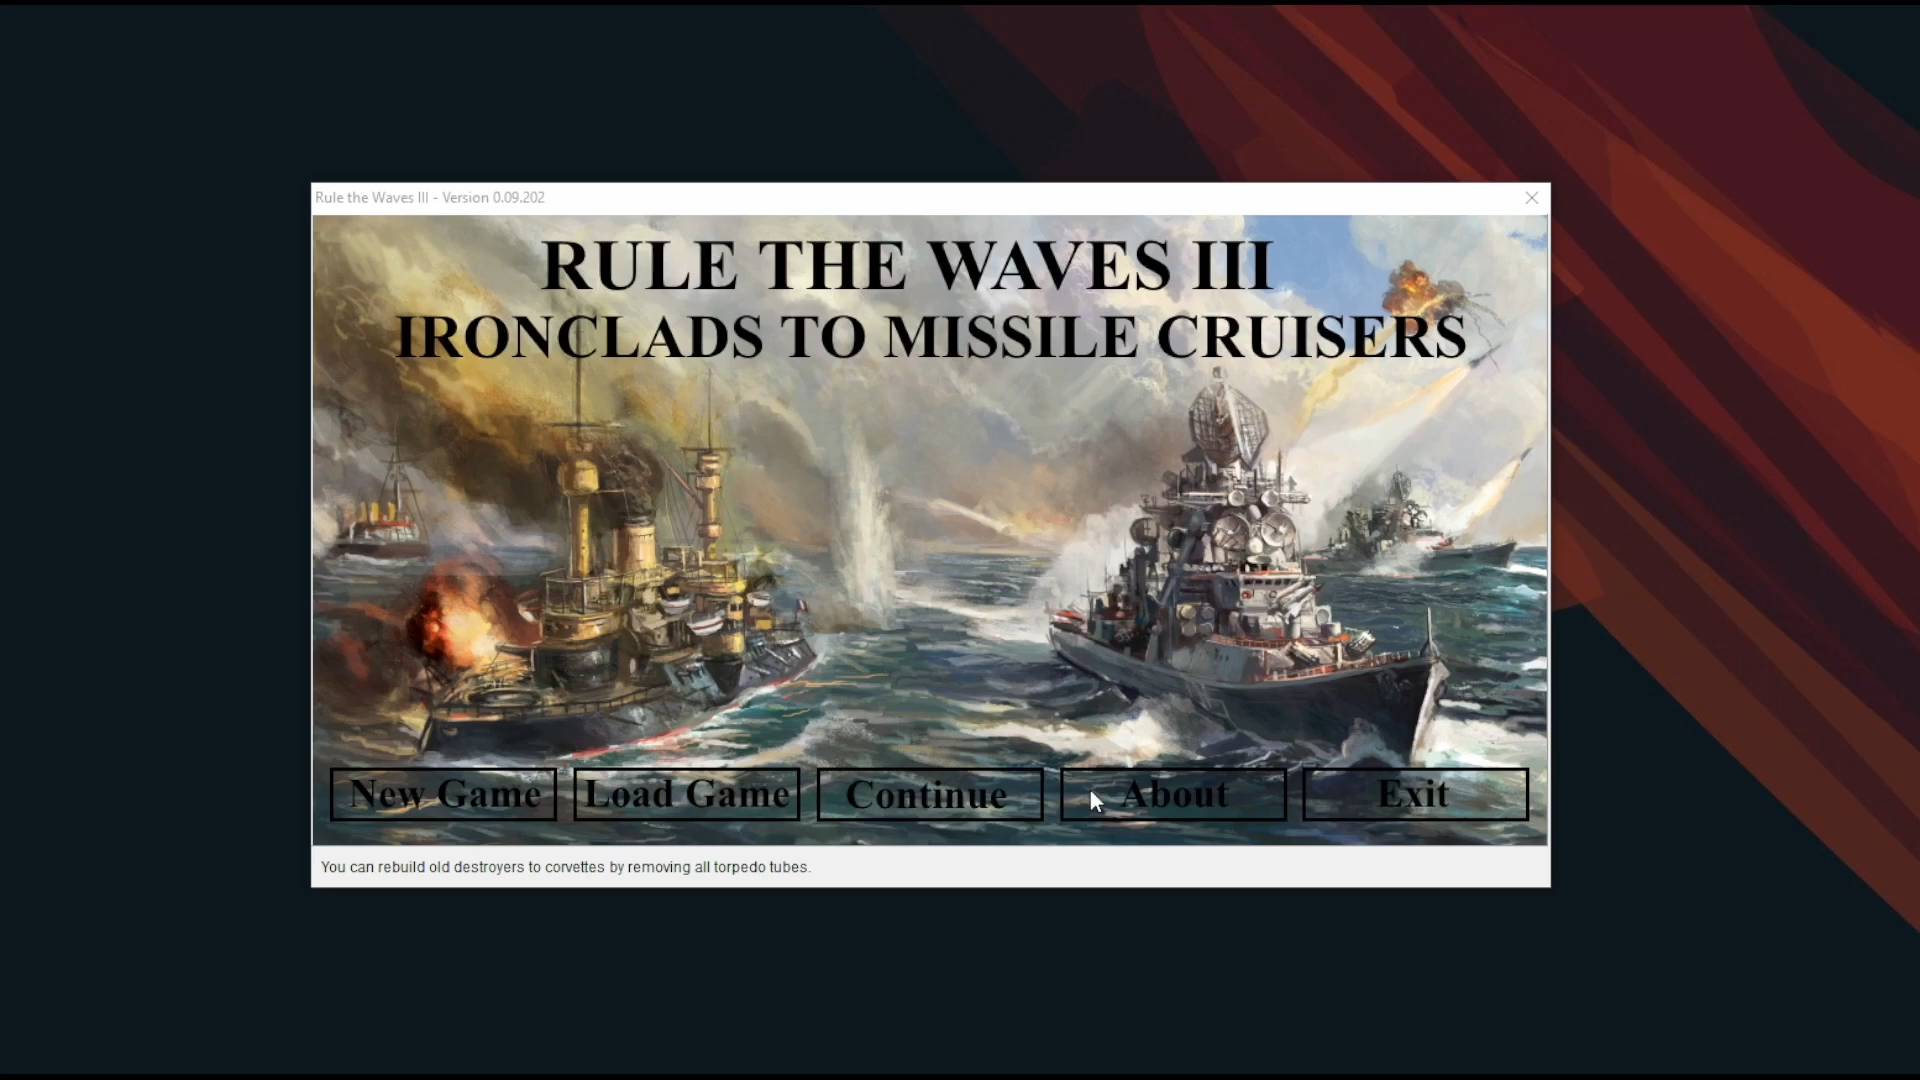 Rule the Waves III - Version 0.09.202
RULE THE WAVES III
IRONCLADS TO MISSILE CRUISERS
New Game
Load Game
Continue
About
Exit
You can rebuild old destroyers to corvettes by removing all torpedo tubes.